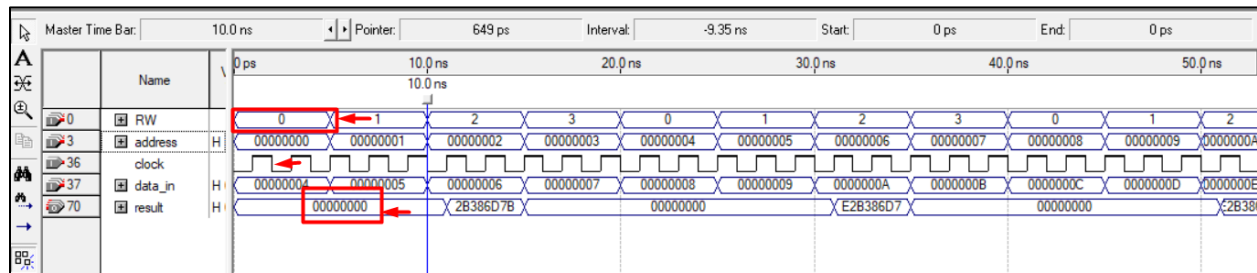 Master Time Bar: 10.0 ns Pointer: 649 ps Interval: -9.35 ns Start: 0 ps End: 0 ps
0 ps 10.0 ns 20.0 ns 30.0 ns 40.0 ns 50.0 ns
Name 10.0 ns
0 RW 0 1 2 3 0 1 2 3 0 1 2
3 address H 00000000 00000001 00000002 00000003 00000004 00000005 00000006 00000007 00000008 00000009 0000000A
36 clock
37 data_in H 00000004 00000005 00000006 00000007 00000008 00000009 0000000A 0000000B 0000000C 0000000D 0000000E
70 result H 00000000 2B386D7B 00000000 E2B386D7 00000000